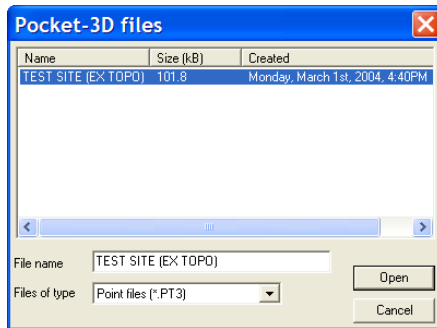 Pocket-3D files
Name Size (kB) Created
TEST SITE (EX TOPO) 101.8 Monday, March 1st, 2004, 4:40PM
File name TEST SITE (EX TOPO)
Open
Files of type Point files (*.PT3)
Cancel